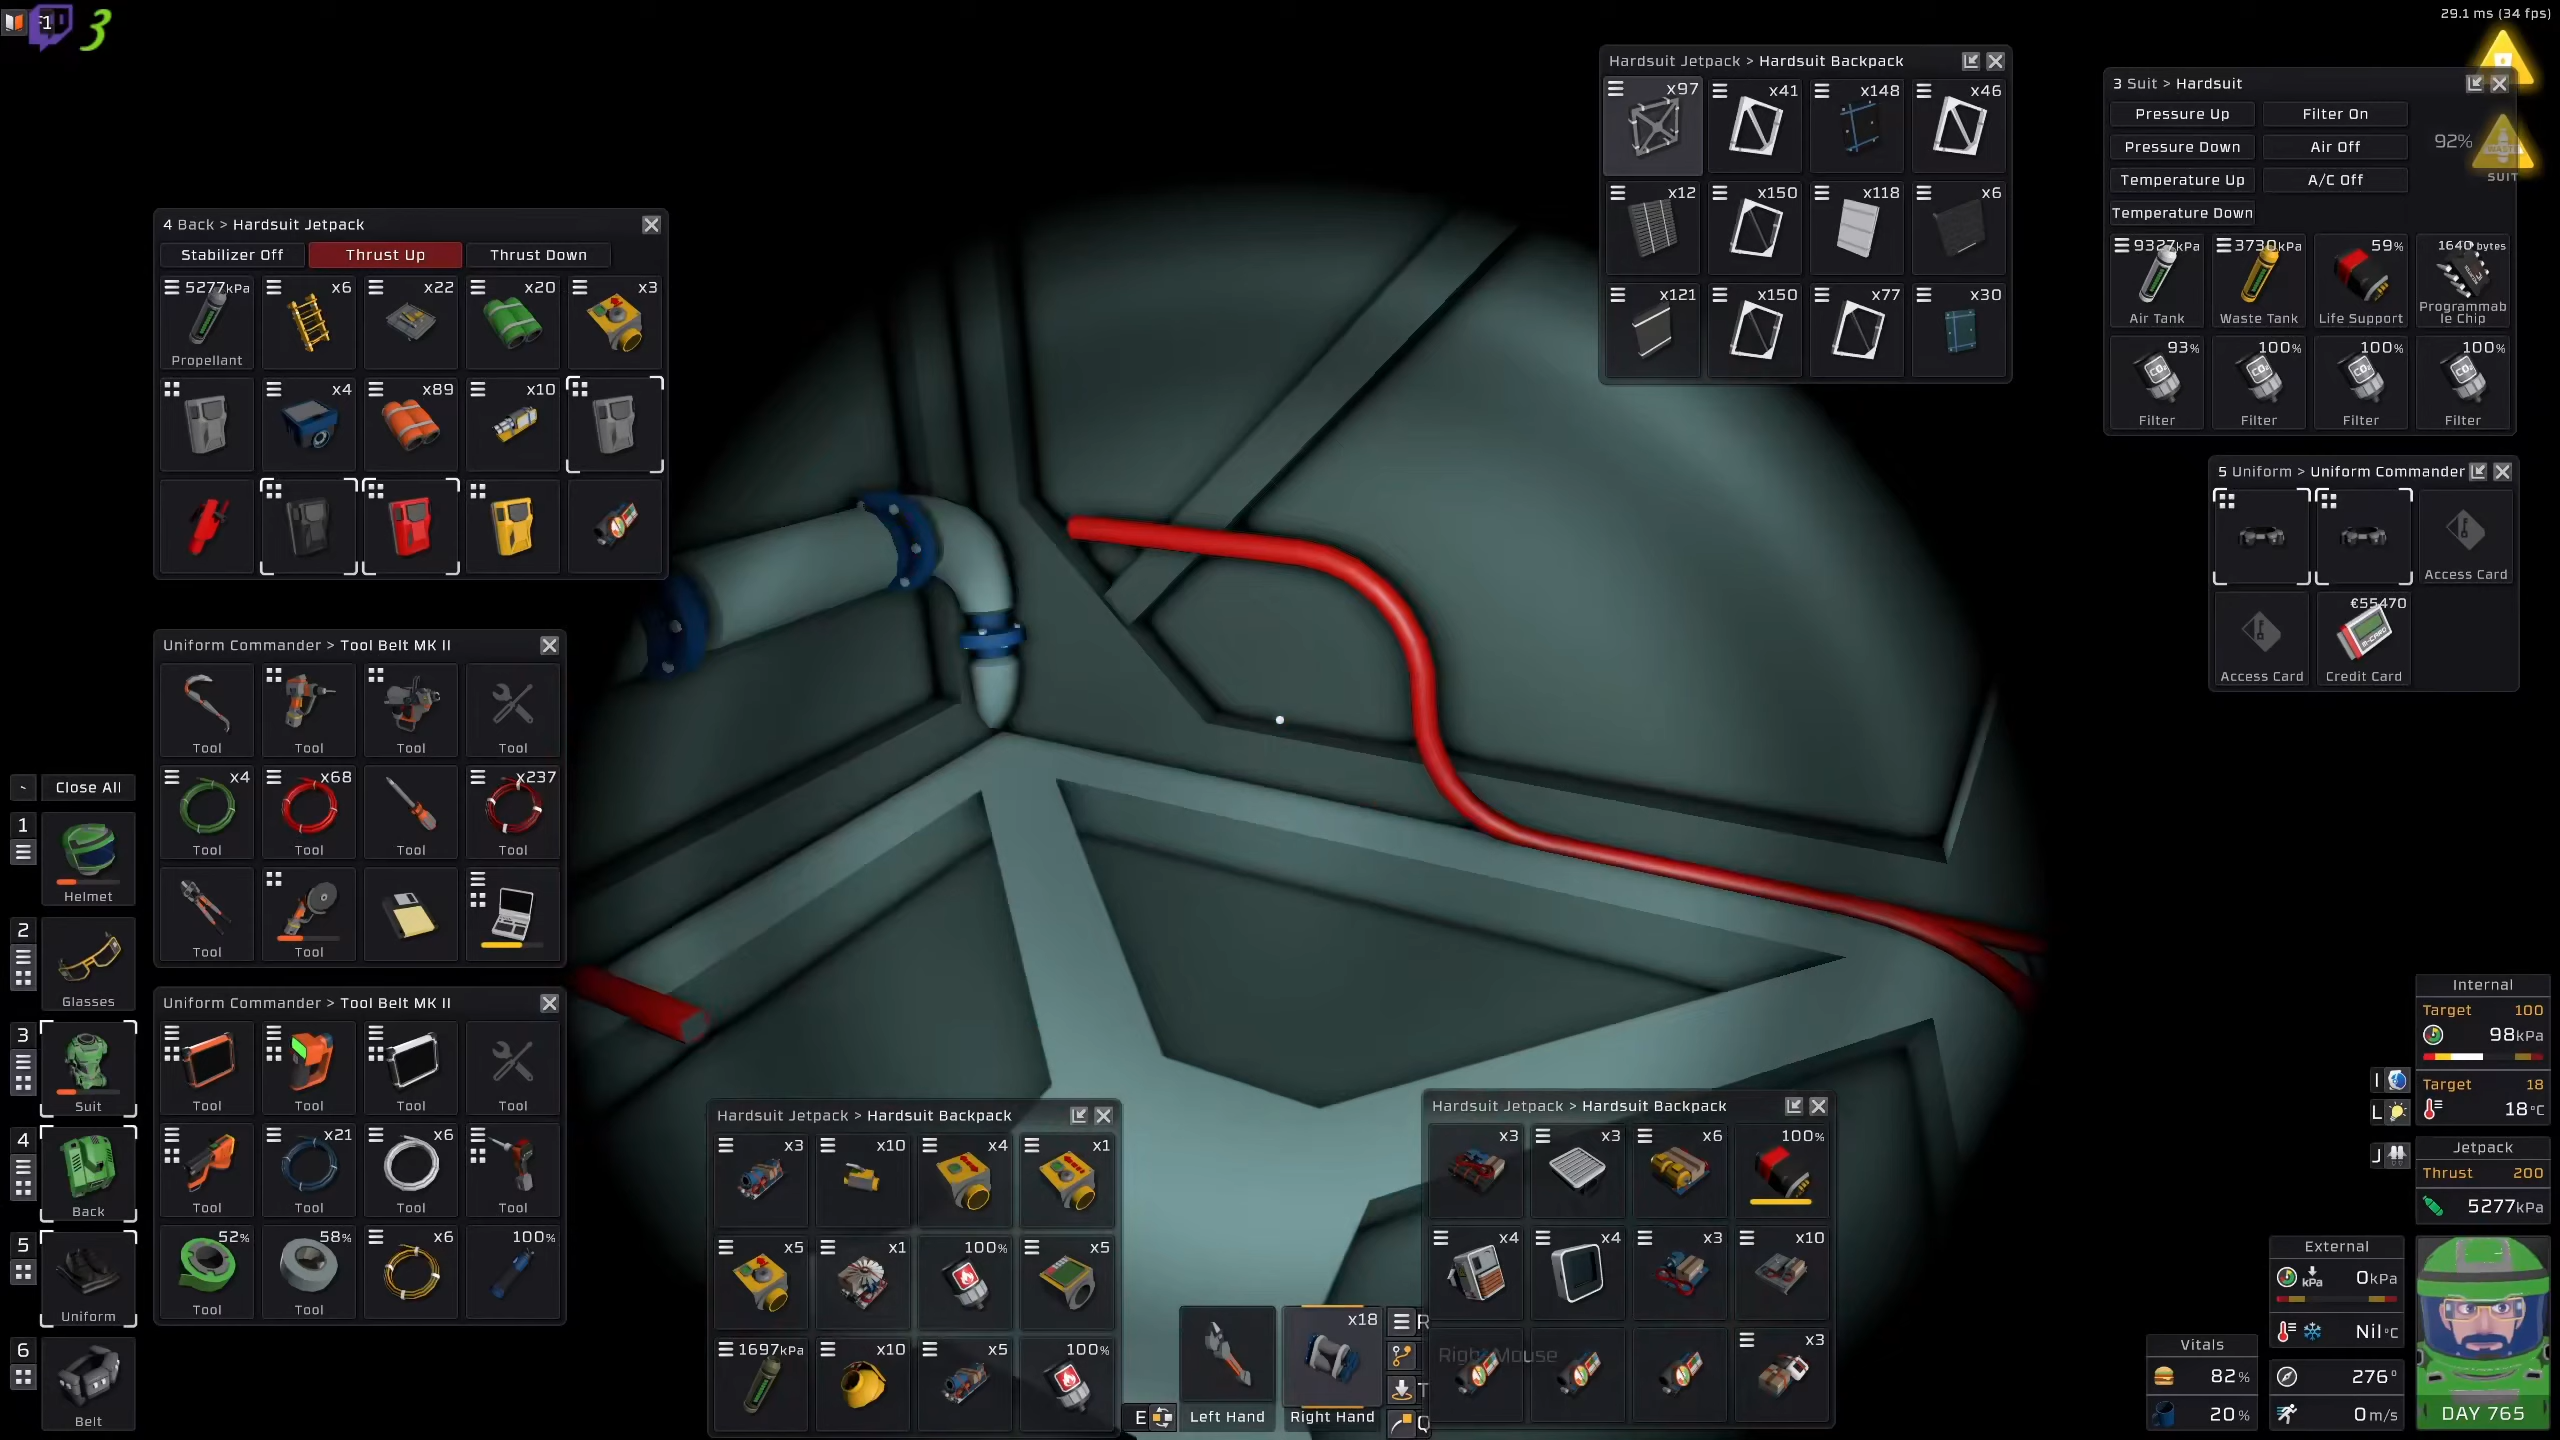 F1
3
29.1 ms (34 fps)
Hardsuit Jetpack > Hardsuit Backpack
x97
x41
x148
x46
x12
x150
x118
x6
x121
x150
x77
x30
3 Suit > Hardsuit
Pressure Up
Filter On
Pressure Down
Air Off
92%
Temperature Up
A/C Off
SUIT
Temperature Down
9327kPa
3730kPa
59%
1640 bytes
Air Tank
Waste Tank
Life Support
Programmab
le Chip
93%
100%
100%
100%
Filter
Filter
Filter
Filter
4 Back > Hardsuit Jetpack
Stabilizer Off
Thrust Up
Thrust Down
5277kPa
x6
x22
x20
x3
Propellant
x4
x89
x10
5 Uniform > Uniform Commander
Access Card
€55470
Access Card
Credit Card
Uniform Commander > Tool Belt MK II
Tool
Tool
Tool
Tool
x4
x68
x237
Tool
Tool
Tool
Tool
Tool
Tool
~
Close All
1
Helmet
2
Glasses
3
Suit
4
Back
5
Uniform
6
Belt
Uniform Commander > Tool Belt MK II
Tool
Tool
Tool
Tool
x21
x6
Tool
Tool
Tool
Tool
52%
58%
x6
100%
Tool
Tool
Hardsuit Jetpack > Hardsuit Backpack
x3
x10
x4
x1
x5
x1
100%
x5
1697kPa
x10
x5
100%
E
Left Hand
x18
Right Hand
R
T
Q
Hardsuit Jetpack > Hardsuit Backpack
x3
x3
x6
100%
x4
x4
x3
x10
Right Mouse
x3
Internal
Target 100
98kPa
Target 18
18°C
I
L
J
Jetpack
Thrust 200
5277kPa
External
kPa
0kPa
Nil°C
Vitals
82%
276°
20%
0m/s
DAY 765